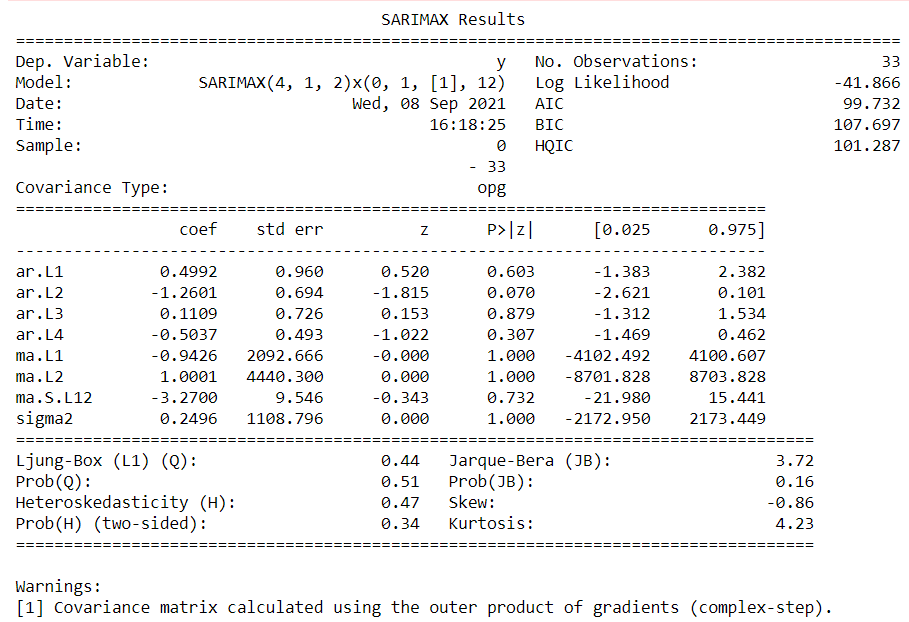 SARIMAX Results
==========================================================================================
Dep. Variable: y No. Observations: 33
Model: SARIMAX(4, 1, 2)x(0, 1, [1], 12) Log Likelihood -41.866
Date: Wed, 08 Sep 2021 AIC 99.732
Time: 16:18:25 BIC 107.697
Sample: 0 HQIC 101.287
- 33
Covariance Type: opg
==============================================================================
coef std err z P>|z| [0.025 0.975]
------------------------------------------------------------------------------
ar.L1 0.4992 0.960 0.520 0.603 -1.383 2.382
ar.L2 -1.2601 0.694 -1.815 0.070 -2.621 0.101
ar.L3 0.1109 0.726 0.153 0.879 -1.312 1.534
ar.L4 -0.5037 0.493 -1.022 0.307 -1.469 0.462
ma.L1 -0.9426 2092.666 -0.000 1.000 -4102.492 4100.607
ma.L2 1.0001 4440.300 0.000 1.000 -8701.828 8703.828
ma.S.L12 -3.2700 9.546 -0.343 0.732 -21.980 15.441
sigma2 0.2496 1108.796 0.000 1.000 -2172.950 2173.449
===================================================================================
Ljung-Box (L1) (Q): 0.44 Jarque-Bera (JB): 3.72
Prob(Q): 0.51 Prob(JB): 0.16
Heteroskedasticity (H): 0.47 Skew: -0.86
Prob(H) (two-sided): 0.34 Kurtosis: 4.23
===================================================================================
Warnings:
[1] Covariance matrix calculated using the outer product of gradients (complex-step).